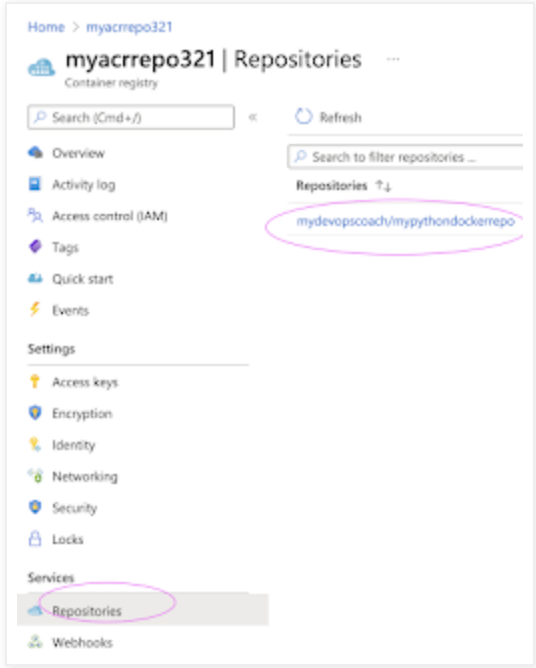 Home > myacrrepo321
myacrrepo321 | Repositories ...
Container registry
Search (Cmd+/)
«
Refresh
Overview
Search to filter repositories ...
Activity log
Repositories ↑↓
Access control (IAM)
mydevopscoach/mypythondockerrepo
Tags
Quick start
Events
Settings
Access keys
Encryption
Identity
Networking
Security
Locks
Services
Repositories
Webhooks